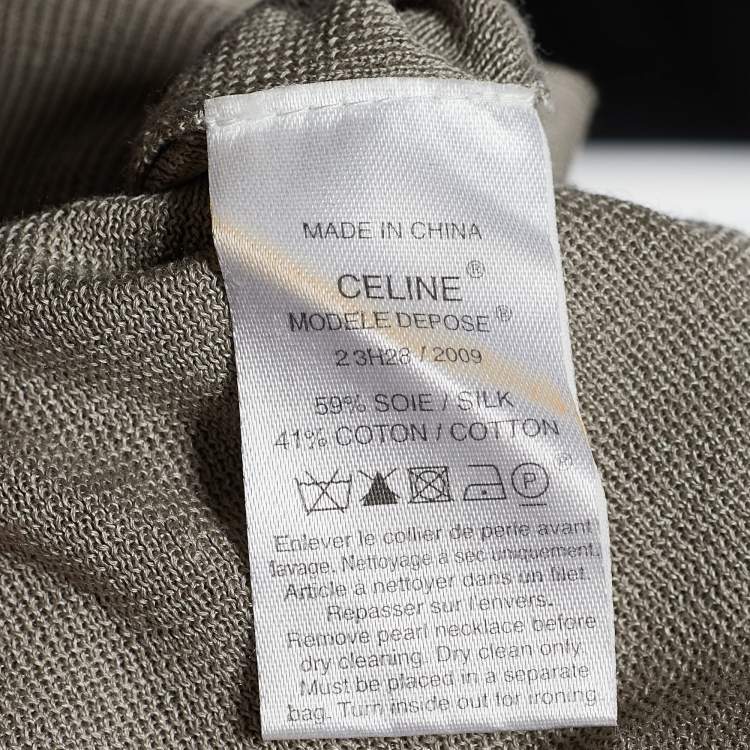 MADE IN CHINA
CELINE®
MODELE DEPOSE®
23H28 / 2009
59% SOIE / SILK
41% COTON / COTTON
P ®
Enlever le collier de perle avant
lavage. Nettoyage à sec uniquement.
Article à nettoyer dans un filet.
Repasser sur l'envers.
Remove pearl necklace before
dry cleaning. Dry clean only.
Must be placed in a separate
bag. Turn inside out for ironing